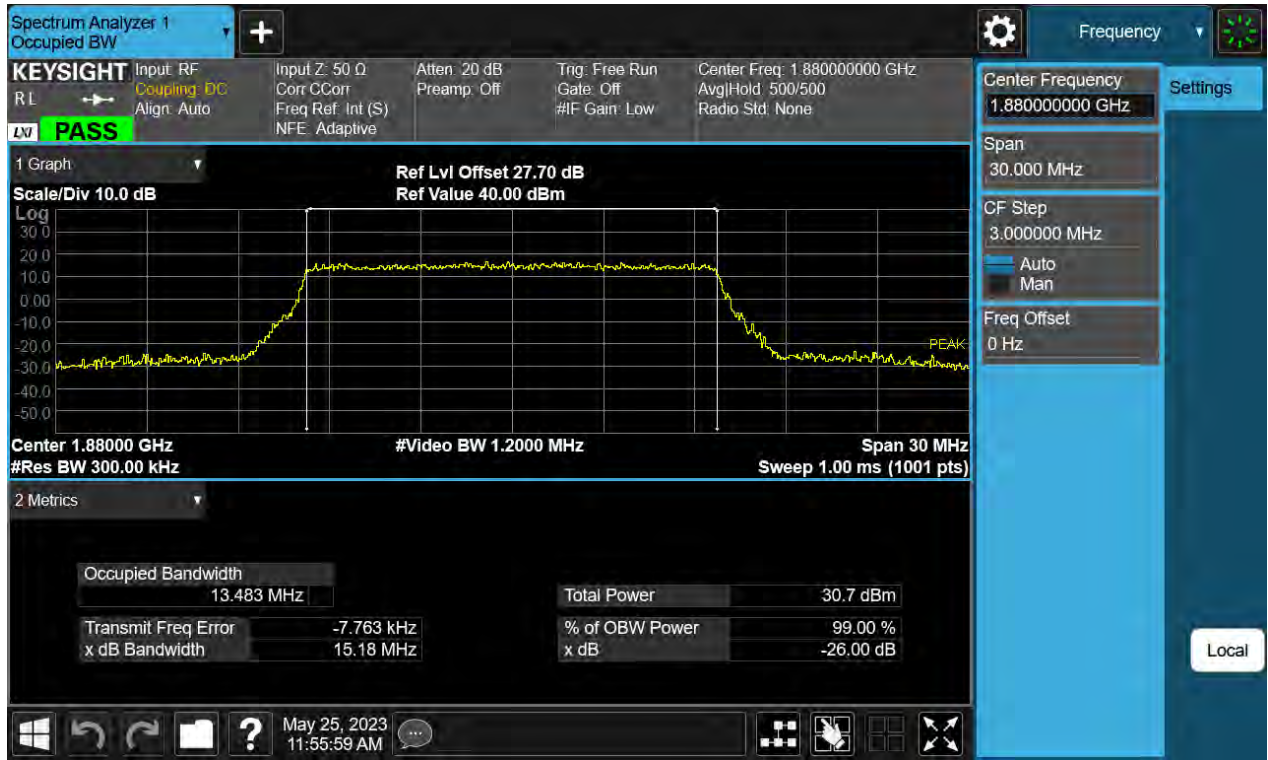 Spectrum Analyzer 1
Occupied BW
Frequency
KEYSIGHT
RL
LXI
PASS
Input: RF
Coupling: DC
Align: Auto
Input Z: 50 Ω
Corr CCorr
Freq Ref: Int (S)
NFE: Adaptive
Atten: 20 dB
Preamp: Off
Trig: Free Run
Gate: Off
#IF Gain: Low
Center Freq: 1.880000000 GHz
Avg|Hold: 500/500
Radio Std: None
Center Frequency
1.880000000 GHz
Settings
Span
30.000 MHz
CF Step
3.000000 MHz
Auto
Man
Freq Offset
0 Hz
Local
1 Graph
Scale/Div 10.0 dB
Ref Lvl Offset 27.70 dB
Ref Value 40.00 dBm
Log
30.0
20.0
10.0
0.00
-10.0
-20.0
-30.0
-40.0
-50.0
PEAK
Center 1.88000 GHz
#Video BW 1.2000 MHz
Span 30 MHz
#Res BW 300.00 kHz
Sweep 1.00 ms (1001 pts)
2 Metrics
Occupied Bandwidth
13.483 MHz
Total Power 30.7 dBm
Transmit Freq Error -7.763 kHz
% of OBW Power 99.00 %
x dB Bandwidth 15.18 MHz
x dB -26.00 dB
?
May 25, 2023
11:55:59 AM